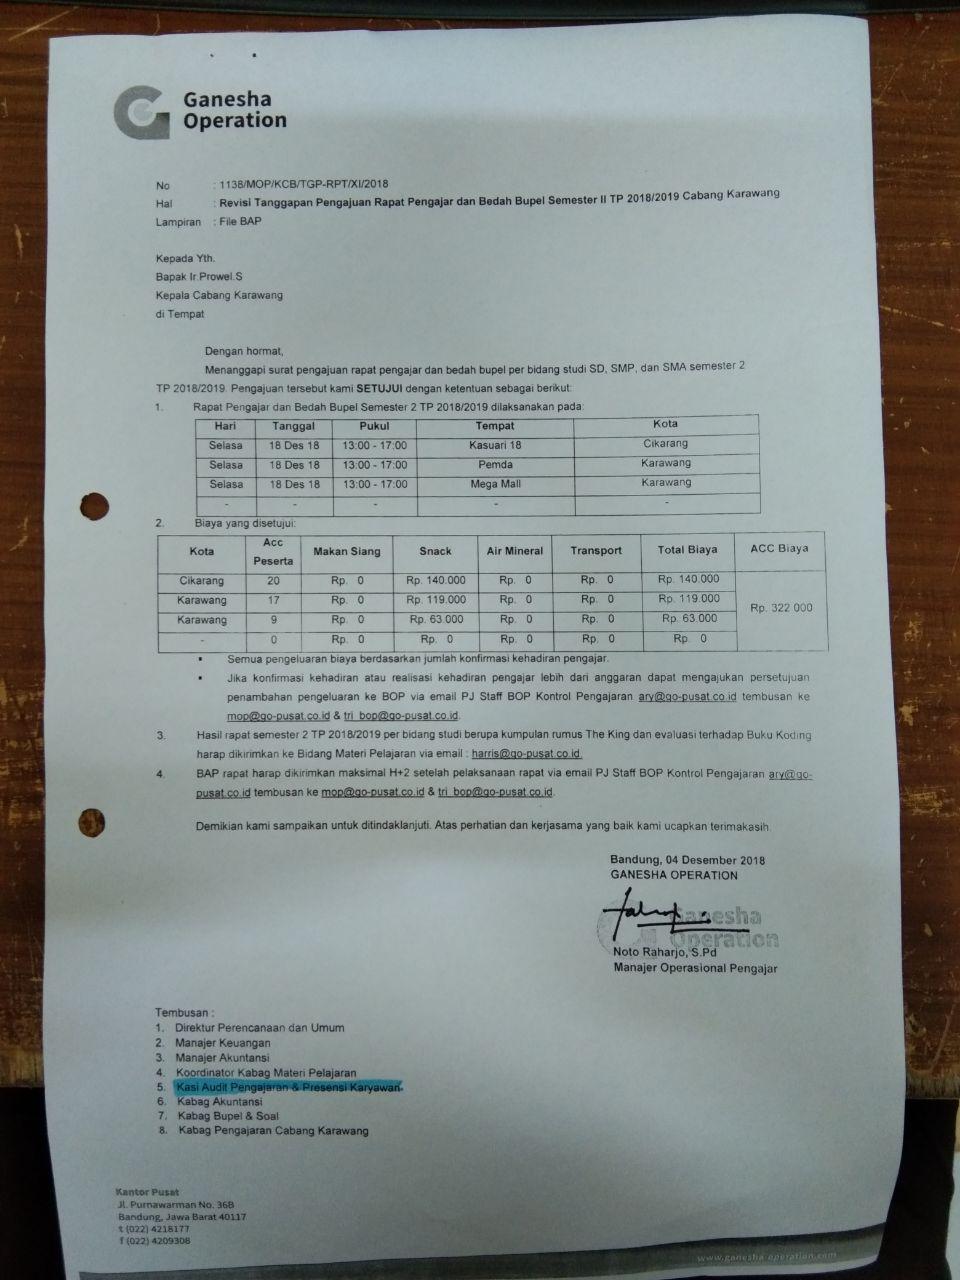 Ganesha
Operation
No : 1138/MOP/KCB/TGP-RPT/XI/2018
Hal : Revisi Tanggapan Pengajuan Rapat Pengajar dan Bedah Bupel Semester II TP 2018/2019 Cabang Karawang
Lampiran : File BAP
Kepada Yth.
Bapak Ir.Prowel.S
Kepala Cabang Karawang
di Tempat
Dengan hormat,
Menanggapi surat pengajuan rapat pengajar dan bedah bupel per bidang studi SD, SMP, dan SMA semester 2
TP 2018/2019. Pengajuan tersebut kami SETUJUI dengan ketentuan sebagai berikut:
1. Rapat Pengajar dan Bedah Bupel Semester 2 TP 2018/2019 dilaksanakan pada:
Hari Tanggal Pukul Tempat Kota
Selasa 18 Des 18 13:00 - 17:00 Kasuari 18 Cikarang
Selasa 18 Des 18 13:00 - 17:00 Pemda Karawang
Selasa 18 Des 18 13:00 - 17:00 Mega Mall Karawang
- - - - -
2. Biaya yang disetujui:
Kota Acc Peserta Makan Siang Snack Air Mineral Transport Total Biaya ACC Biaya
Cikarang 20 Rp. 0 Rp. 140.000 Rp. 0 Rp. 0 Rp. 140.000
Karawang 17 Rp. 0 Rp. 119.000 Rp. 0 Rp. 0 Rp. 119.000 Rp. 322 000
Karawang 9 Rp. 0 Rp. 63.000 Rp. 0 Rp. 0 Rp. 63.000
- 0 Rp. 0 Rp. 0 Rp. 0 Rp. 0 Rp. 0
▪ Semua pengeluaran biaya berdasarkan jumlah konfirmasi kehadiran pengajar.
▪ Jika konfirmasi kehadiran atau realisasi kehadiran pengajar lebih dari anggaran dapat mengajukan persetujuan
penambahan pengeluaran ke BOP via email PJ Staff BOP Kontrol Pengajaran ary@go-pusat.co.id tembusan ke
mop@go-pusat.co.id & tri_bop@go-pusat.co.id.
3. Hasil rapat semester 2 TP 2018/2019 per bidang studi berupa kumpulan rumus The King dan evaluasi terhadap Buku Koding
harap dikirimkan ke Bidang Materi Pelajaran via email : harris@go-pusat.co.id.
4. BAP rapat harap dikirimkan maksimal H+2 setelah pelaksanaan rapat via email PJ Staff BOP Kontrol Pengajaran ary@go-
pusat.co.id tembusan ke mop@go-pusat.co.id & tri_bop@go-pusat.co.id.
Demikian kami sampaikan untuk ditindaklanjuti. Atas perhatian dan kerjasama yang baik kami ucapkan terimakasih.
Bandung, 04 Desember 2018
GANESHA OPERATION
Ganesha
Operation
Noto Raharjo, S.Pd
Manajer Operasional Pengajar
Tembusan :
1. Direktur Perencanaan dan Umum
2. Manajer Keuangan
3. Manajer Akuntansi
4. Koordinator Kabag Materi Pelajaran
5. Kasi Audit Pengajaran & Presensi Karyawan
6. Kabag Akuntansi
7. Kabag Bupel & Soal
8. Kabag Pengajaran Cabang Karawang
Kantor Pusat
Jl. Purnawarman No. 36B
Bandung, Jawa Barat 40117
t (022) 4218177
f (022) 4209308
www.ganesha-operation.com